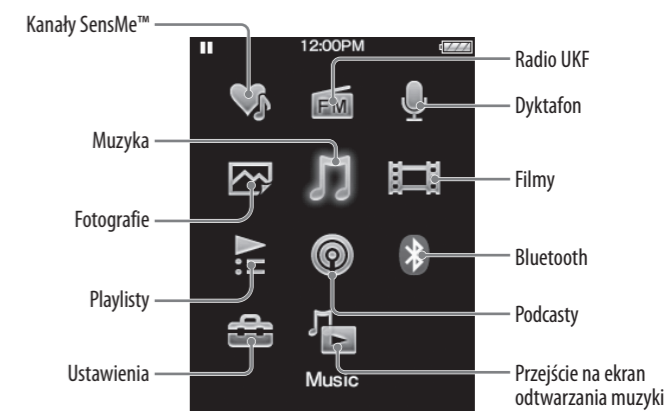 Kanały SensMe™
12:00PM
Radio UKF
FM
Dyktafon
Muzyka
Filmy
Fotografie
Bluetooth
Playlisty
Podcasty
Ustawienia
Music
Przejście na ekran
odtwarzania muzyki